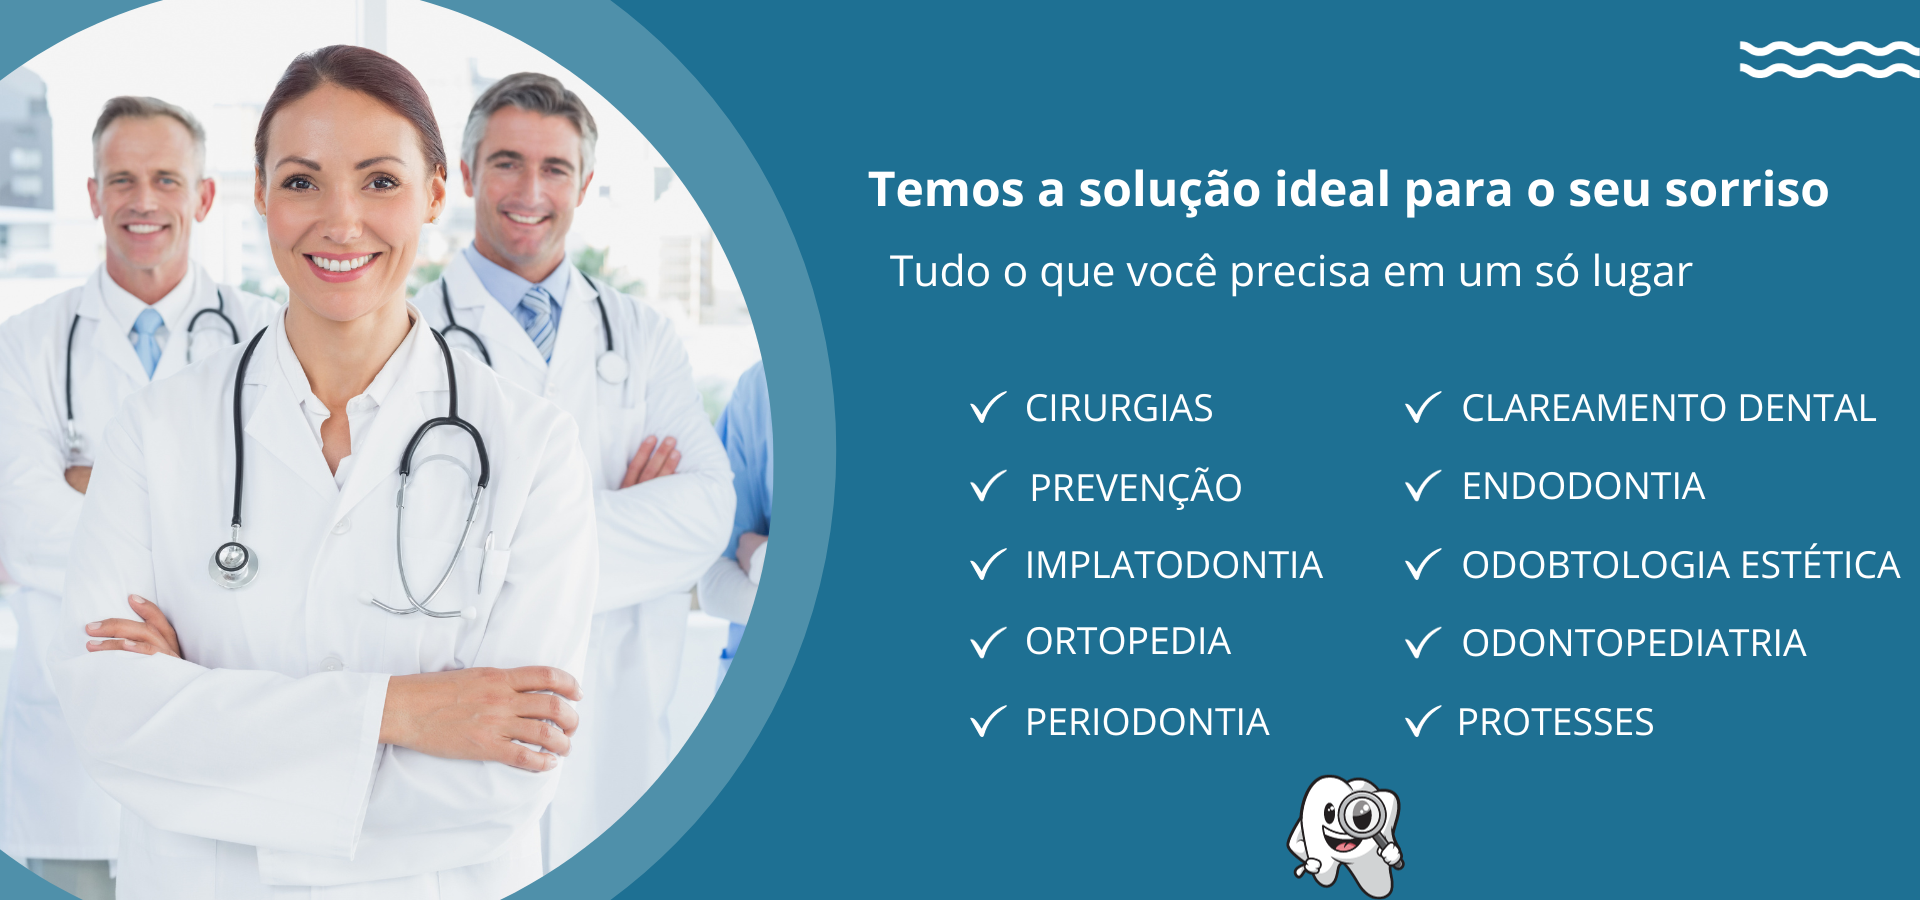 Temos a solução ideal para o seu sorriso
Tudo o que você precisa em um só lugar
CIRURGIAS
PREVENÇÃO
IMPLATODONTIA
ORTOPEDIA
PERIODONTIA
CLAREAMENTO DENTAL
ENDODONTIA
ODOBTOLOGIA ESTÉTICA
ODONTOPEDIATRIA
PROTESSES